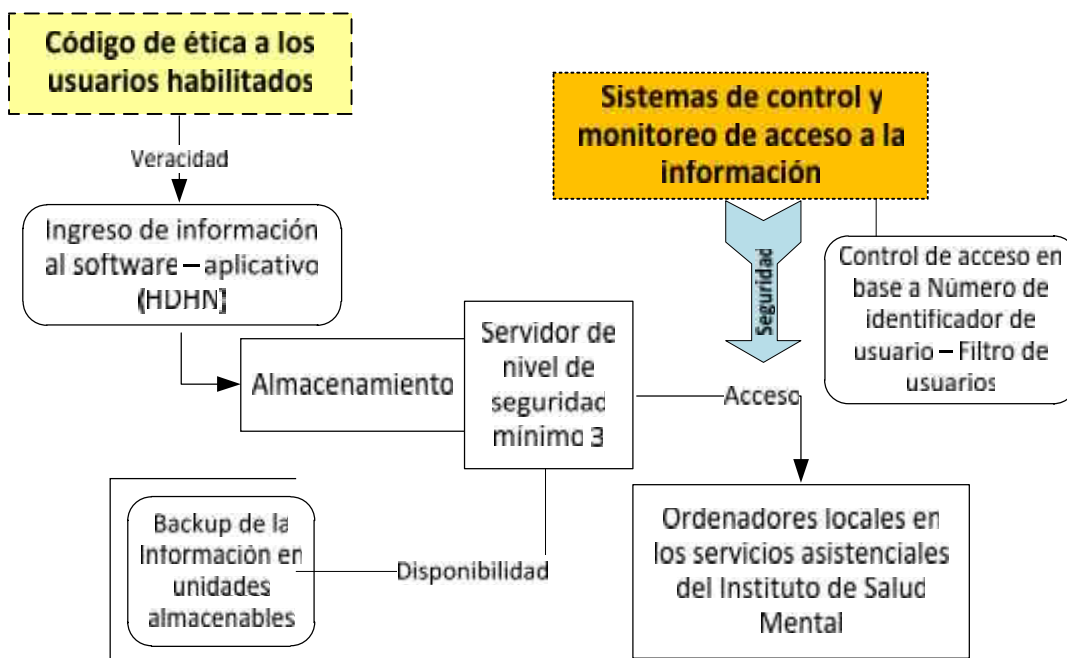 Código de ética a los
usuarios habilitados
Veracidad
Ingreso de información
al software – aplicativo
(HDHN)
Sistemas de control y
monitoreo de acceso a la
información
Seguridad
Control de acceso en
base a Número de
identificador de
usuario – Filtro de
usuarios
Almacenamiento
Servidor de
nivel de
seguridad
mínimo 3
Acceso
Backup de la
Información en
unidades
almacenables
Disponibilidad
Ordenadores locales en
los servicios asistenciales
del Instituto de Salud
Mental